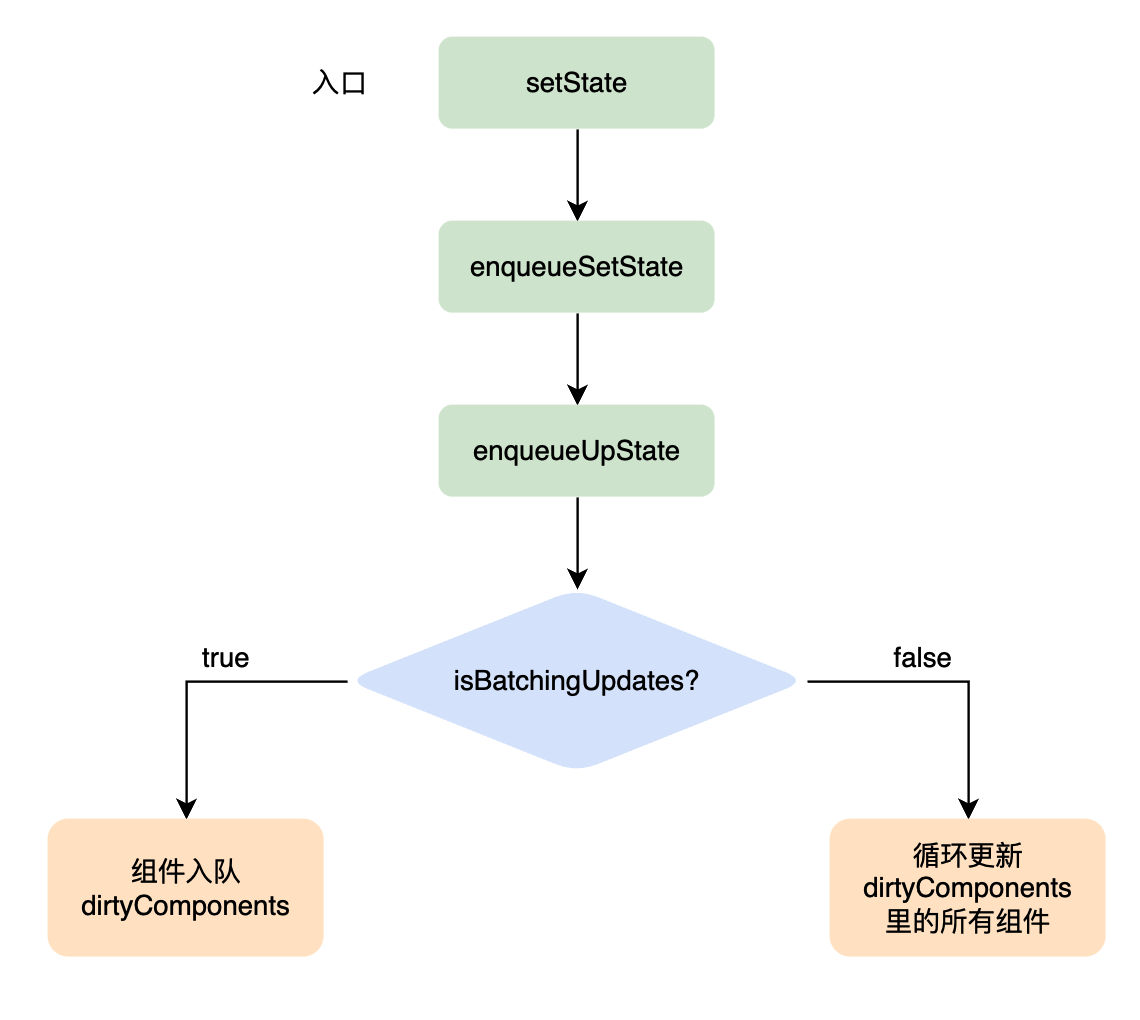 入口
setState
enqueueSetState
enqueueUpState
isBatchingUpdates?
true
false
组件入队
dirtyComponents
循环更新
dirtyComponents
里的所有组件